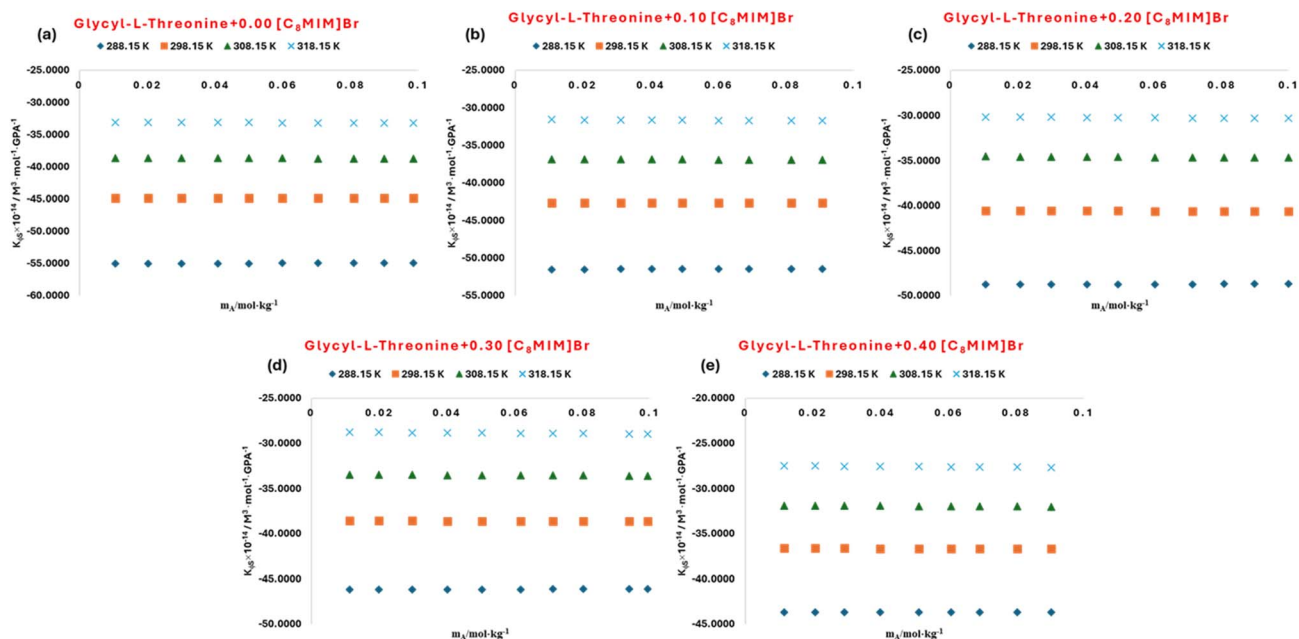 Glycyl-L-Threonine+0.00 [C₈MIM]Br
(a)
288.15 K 298.15 K 308.15 K 318.15 K
-25.0000
0 0.02 0.04 0.06 0.08 0.1
-30.0000
-35.0000
-40.0000
-45.0000
-50.0000
-55.0000
-60.0000
K_ϕS×10⁻¹⁴ / M³·mol⁻¹·GPA⁻¹
m_A/mol·kg⁻¹
Glycyl-L-Threonine+0.10 [C₈MIM]Br
(b)
288.15 K 298.15 K 308.15 K 318.15 K
-25.0000
0 0.02 0.04 0.06 0.08 0.1
-30.0000
-35.0000
-40.0000
-45.0000
-50.0000
-55.0000
K_ϕS×10⁻¹⁴ / M³·mol⁻¹·GPA⁻¹
m_A/mol·kg⁻¹
Glycyl-L-Threonine+0.20 [C₈MIM]Br
(c)
288.15 K 298.15 K 308.15 K 318.15 K
-25.0000
0 0.02 0.04 0.06 0.08 0.1
-30.0000
-35.0000
-40.0000
-45.0000
-50.0000
K_ϕS×10⁻¹⁴ / M³·mol⁻¹·GPA⁻¹
m_A/mol·kg⁻¹
Glycyl-L-Threonine+0.30 [C₈MIM]Br
(d)
288.15 K 298.15 K 308.15 K 318.15 K
-25.0000
0 0.02 0.04 0.06 0.08 0.1
-30.0000
-35.0000
-40.0000
-45.0000
-50.0000
K_ϕS×10⁻¹⁴ / M³·mol⁻¹·GPA⁻¹
m_A/mol·kg⁻¹
Glycyl-L-Threonine+0.40 [C₈MIM]Br
(e)
288.15 K 298.15 K 308.15 K 318.15 K
-20.0000
0 0.02 0.04 0.06 0.08 0.1
-25.0000
-30.0000
-35.0000
-40.0000
-45.0000
K_ϕS×10⁻¹⁴ / M³·mol⁻¹·GPA⁻¹
m_A/mol·kg⁻¹